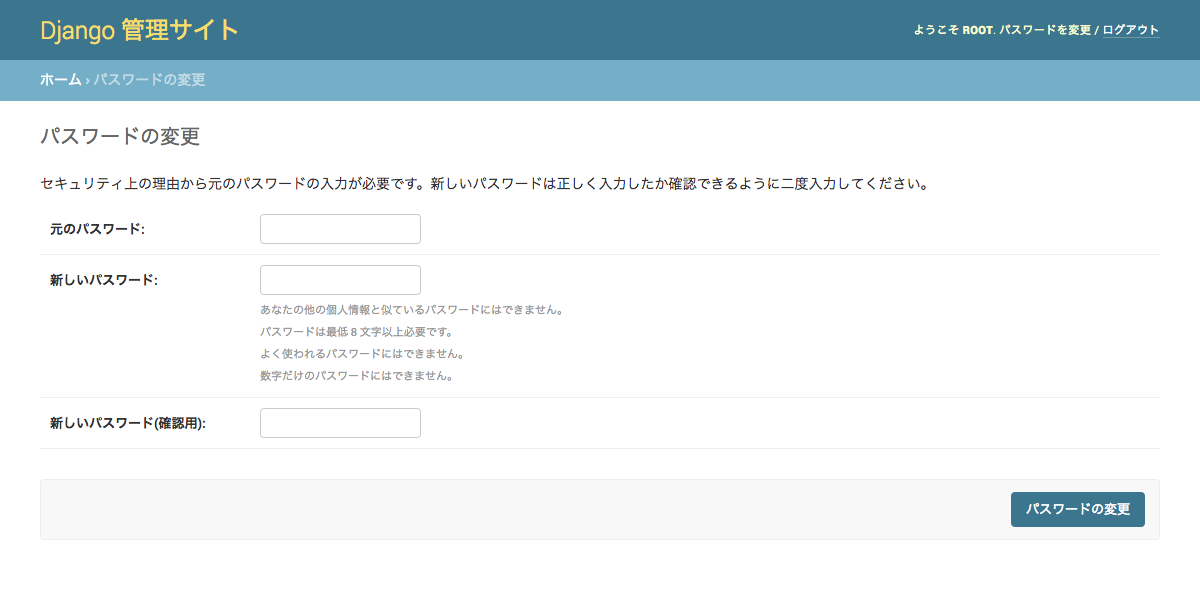 Django 管理サイト
ようこそ ROOT. パスワードを変更 / ログアウト
ホーム › パスワードの変更
パスワードの変更
セキュリティ上の理由から元のパスワードの入力が必要です。新しいパスワードは正しく入力したか確認できるように二度入力してください。
元のパスワード:
新しいパスワード:
あなたの他の個人情報と似ているパスワードにはできません。
パスワードは最低 8 文字以上必要です。
よく使われるパスワードにはできません。
数字だけのパスワードにはできません。
新しいパスワード(確認用):
パスワードの変更